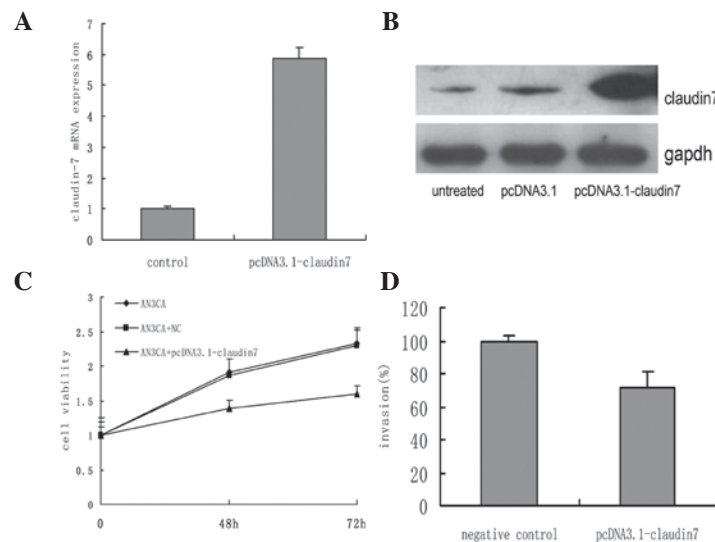 A
claudin-7 mRNA expression
7
6
5
4
3
2
1
0
control pcDNA3.1-claudin7
B
claudin7
gapdh
untreated pcDNA3.1 pcDNA3.1-claudin7
C
cell viability
3
2.5
2
1.5
1
0.5
0
AN3CA
AN3CA+NC
AN3CA+pcDNA3.1-claudin7
0 48h 72h
D
invasion(%)
120
100
80
60
40
20
0
negative control pcDNA3.1-claudin7